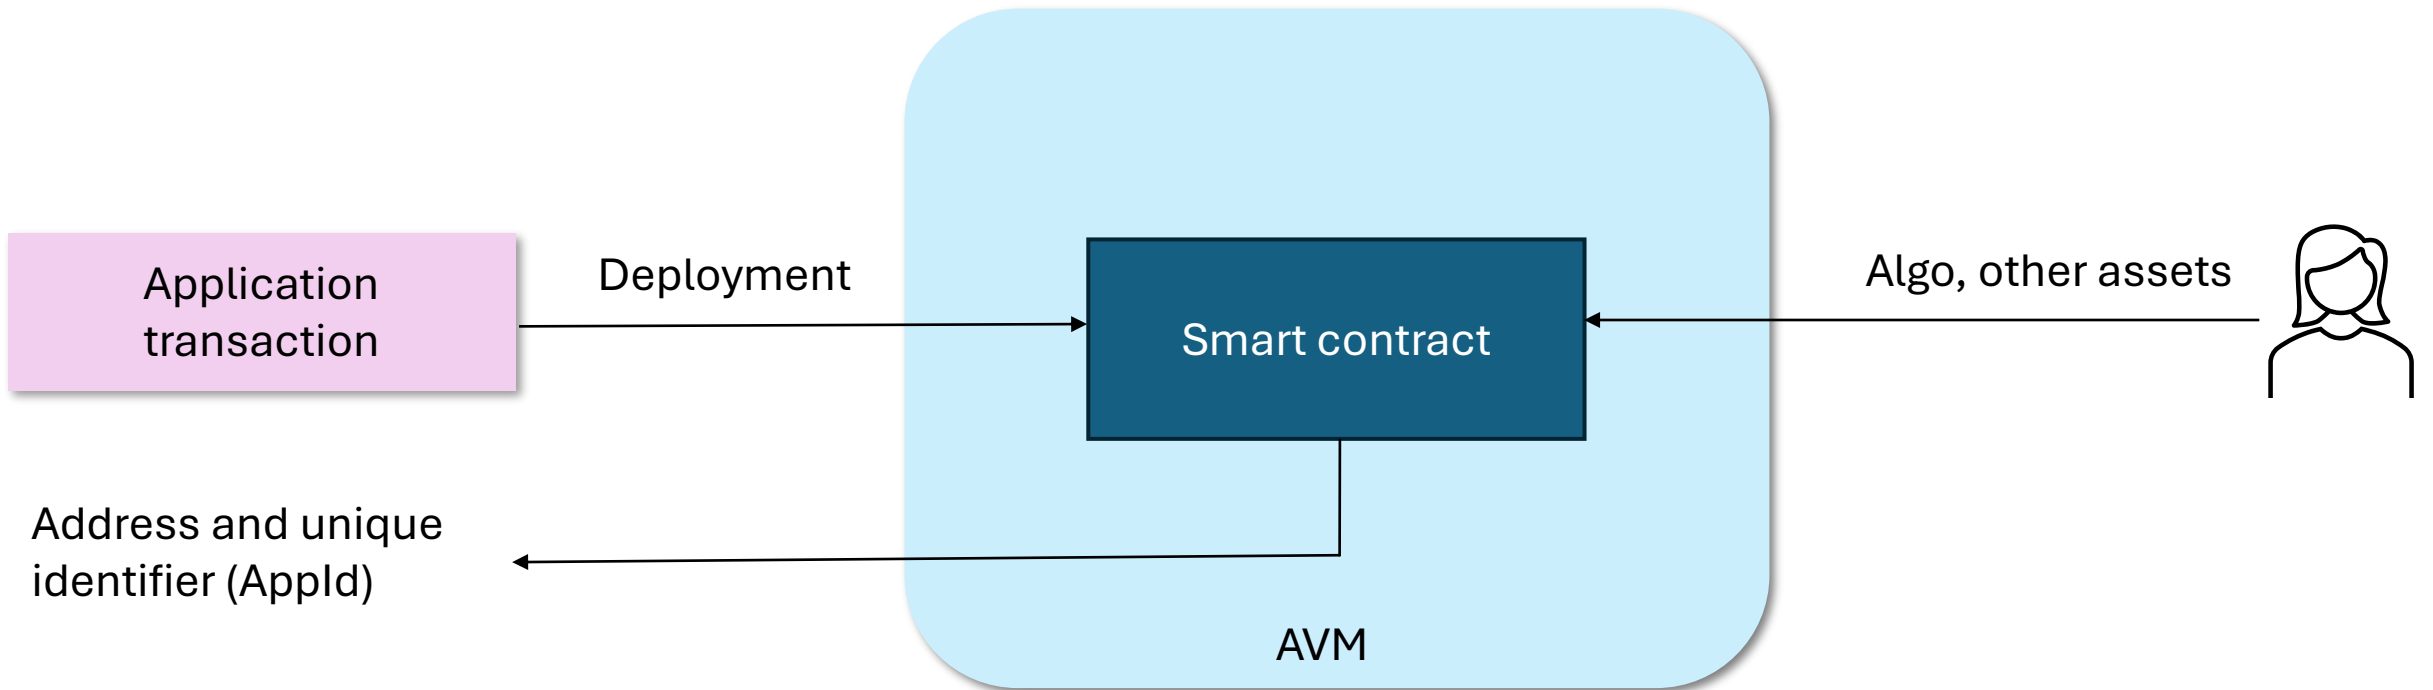 Application
transaction
Deployment
Smart contract
Algo, other assets
Address and unique
identifier (AppId)
AVM